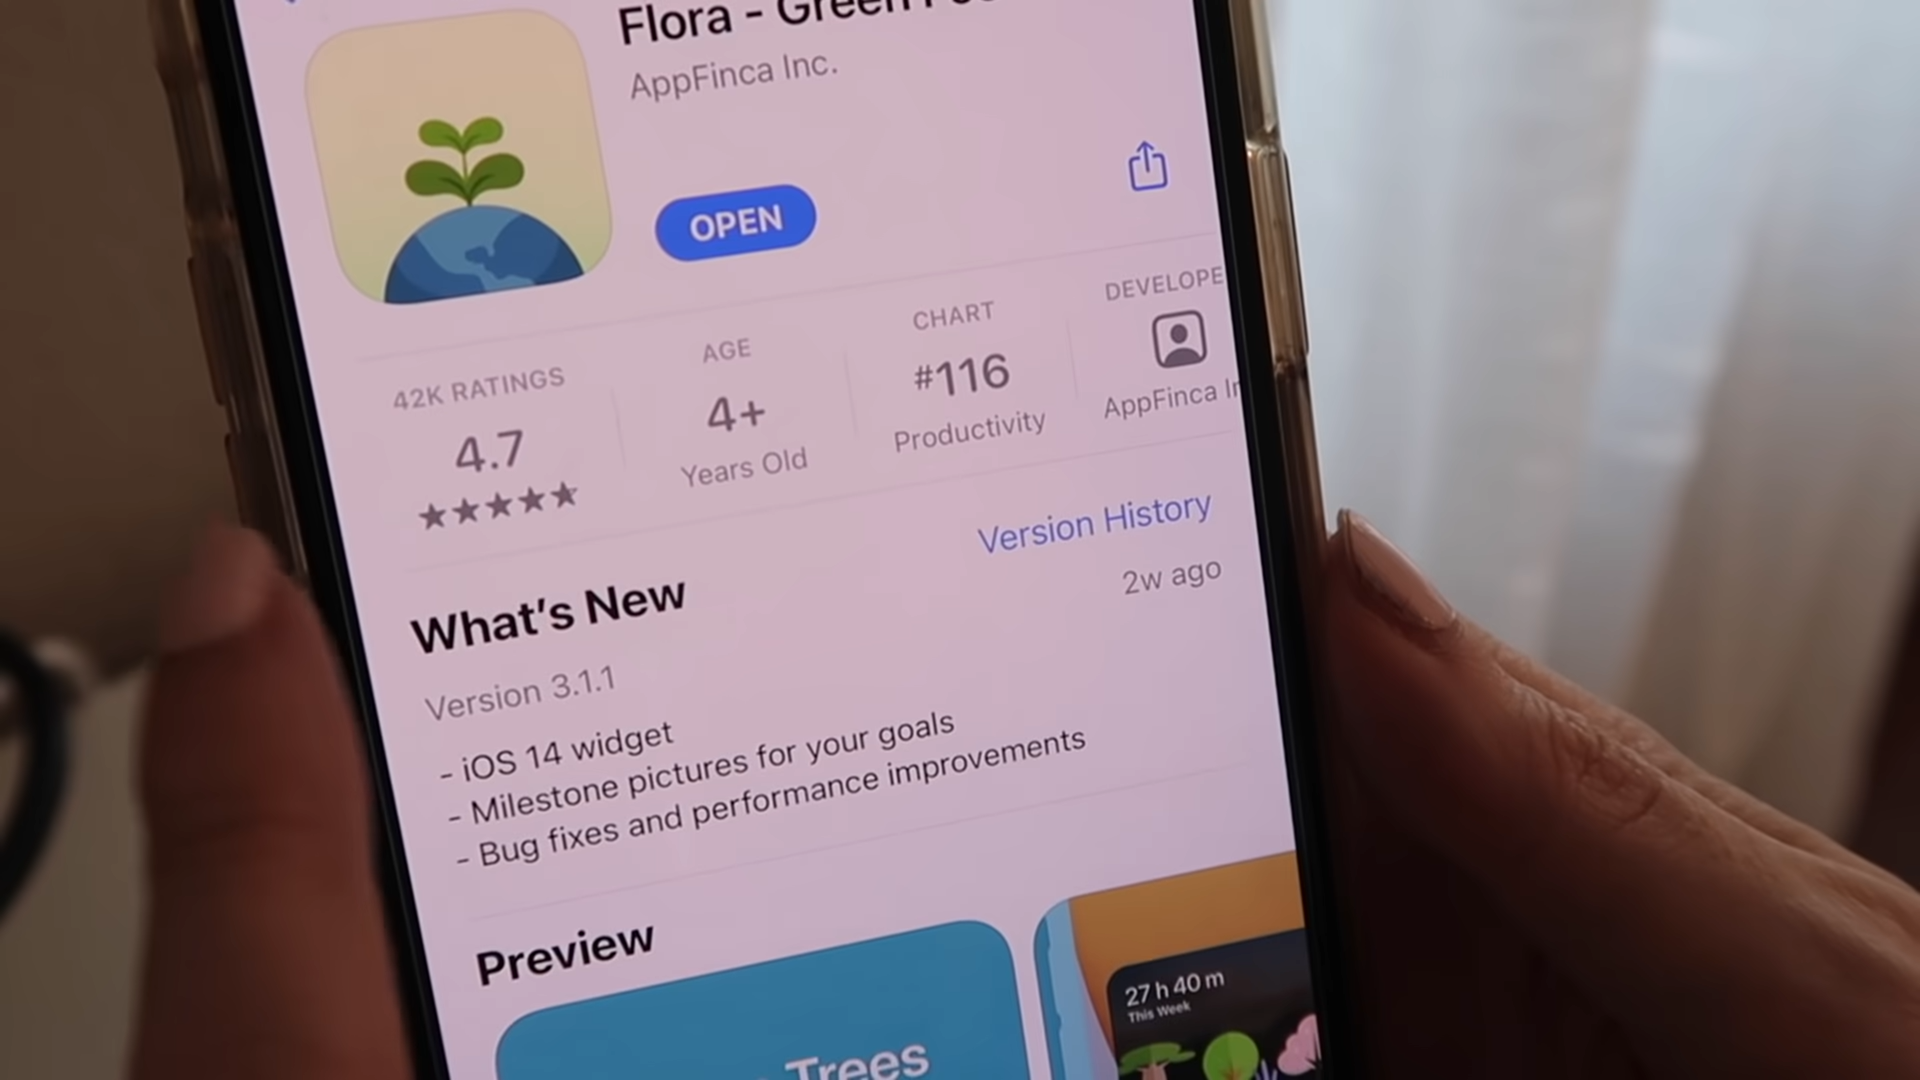 Flora - Green
AppFinca Inc.
OPEN
42K RATINGS
4.7
★★★★★
AGE
4+
Years Old
CHART
#116
Productivity
DEVELOPE
AppFinca In
What's New
Version History
Version 3.1.1
2w ago
- iOS 14 widget
- Milestone pictures for your goals
- Bug fixes and performance improvements
Preview
Trees
27 h 40 m
This Week